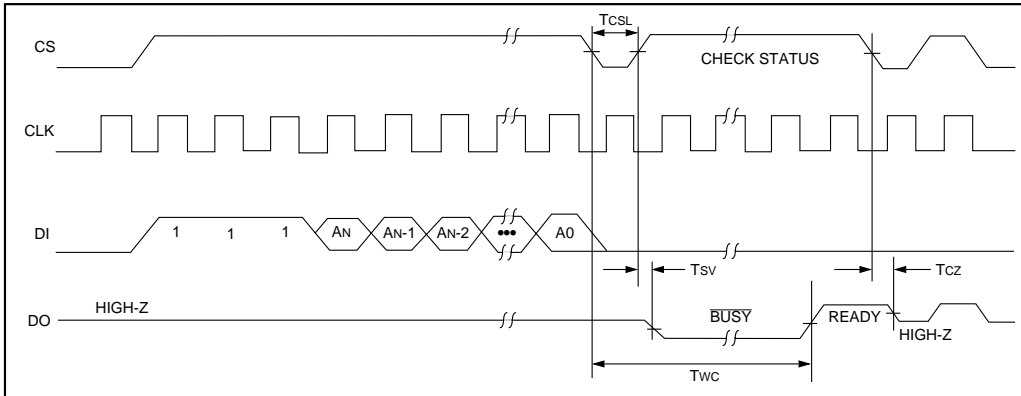 TCSL
CS
CHECK STATUS
CLK
DI
1 1 1 AN AN-1 AN-2 ••• A0
TSV
TCZ
DO
HIGH-Z
BUSY
READY
HIGH-Z
TWC